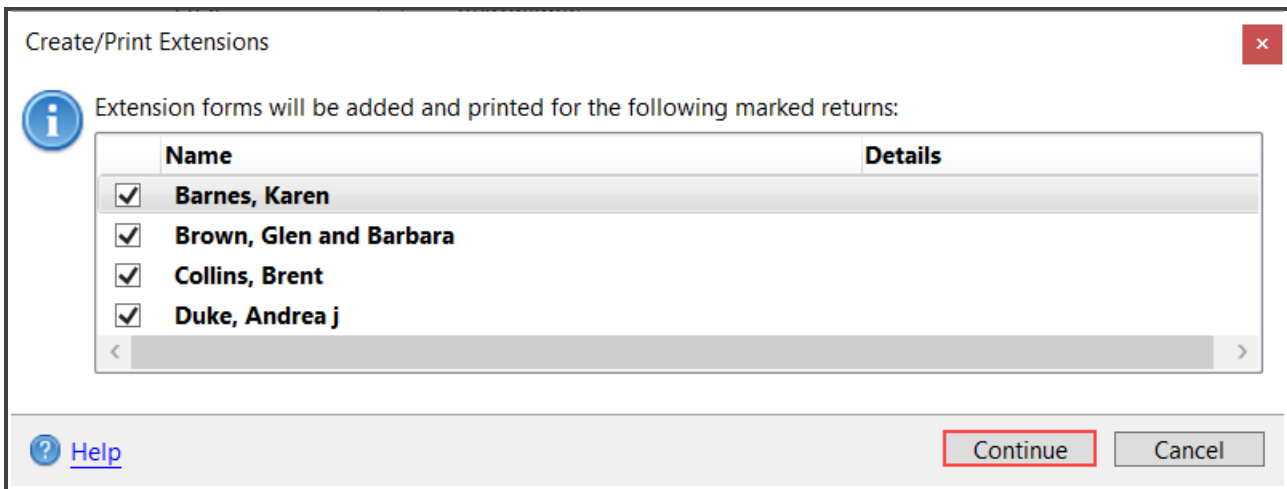 Create/Print Extensions
×
Extension forms will be added and printed for the following marked returns:
Name Details
Barnes, Karen
Brown, Glen and Barbara
Collins, Brent
Duke, Andrea j
? Help Continue Cancel